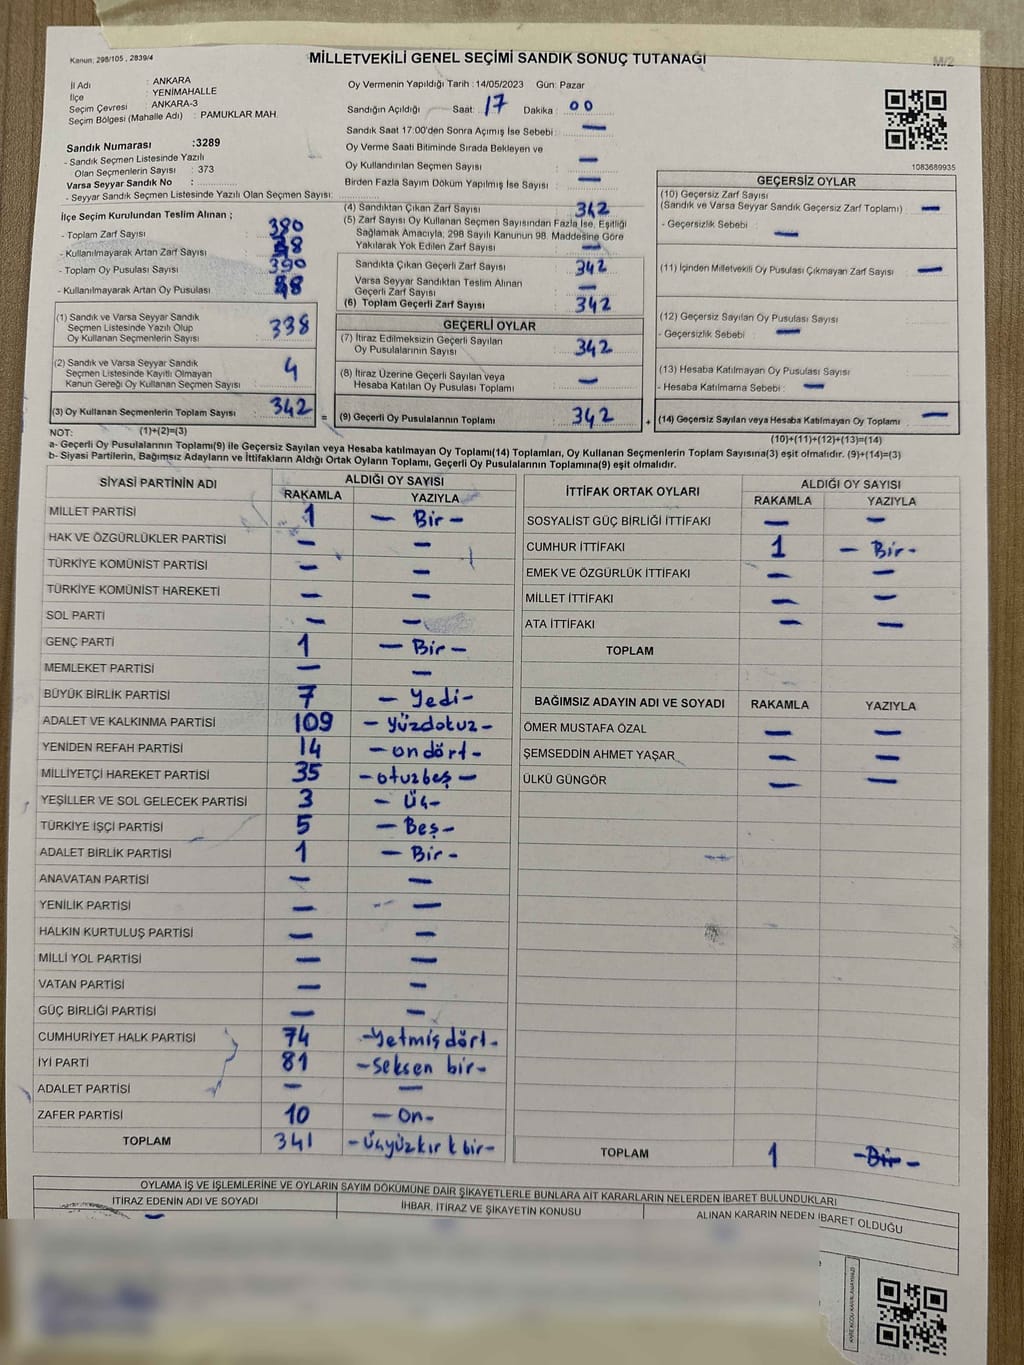 Kanun; 298/105 , 2839/4
MİLLETVEKİLİ GENEL SEÇİMİ SANDIK SONUÇ TUTANAĞI
M/2
İl Adı : ANKARA
İlçe : YENİMAHALLE
Seçim Çevresi : ANKARA-3
Seçim Bölgesi (Mahalle Adı) : PAMUKLAR MAH.
Sandık Numarası :3289
- Sandık Seçmen Listesinde Yazılı
Olan Seçmenlerin Sayısı : 373
Varsa Seyyar Sandık No :
- Seyyar Sandık Seçmen Listesinde Yazılı Olan Seçmen Sayısı:
Oy Vermenin Yapıldığı Tarih : 14/05/2023 Gün: Pazar
Sandığın Açıldığı Saat: 17 Dakika : 00
Sandık Saat 17:00'den Sonra Açımış İse Sebebi: —
Oy Verme Saati Bitiminde Sırada Bekleyen ve
Oy Kullandırılan Seçmen Sayısı —
Birden Fazla Sayım Döküm Yapılmış İse Sayısı —
1083689935
İlçe Seçim Kurulundan Teslim Alınan ;
- Toplam Zarf Sayısı 380
- Kullanılmayarak Artan Zarf Sayısı
- Toplam Oy Pusulası Sayısı 390
- Kullanılmayarak Artan Oy Pusulası
(1) Sandık ve Varsa Seyyar Sandık
Seçmen Listesinde Yazılı Olup
Oy Kullanan Seçmenlerin Sayısı 338
(2) Sandık ve Varsa Seyyar Sandık
Seçmen Listesinde Kayıtlı Olmayan
Kanun Gereği Oy Kullanan Seçmen Sayısı 4
(3) Oy Kullanan Seçmenlerin Toplam Sayısı 342 =
(1)+(2)=(3)
(4) Sandıktan Çıkan Zarf Sayısı 342
(5) Zarf Sayısı Oy Kullanan Seçmen Sayısından Fazla İse, Eşitliği
Sağlamak Amacıyla, 298 Sayılı Kanunun 98. Maddesine Göre
Yakılarak Yok Edilen Zarf Sayısı —
Sandıkta Çıkan Geçerli Zarf Sayısı 342
Varsa Seyyar Sandıktan Teslim Alınan
Geçerli Zarf Sayısı —
(6) Toplam Geçerli Zarf Sayısı 342
GEÇERLİ OYLAR
(7) İtiraz Edilmeksizin Geçerli Sayılan
Oy Pusulalarının Sayısı 342
(8) İtiraz Üzerine Geçerli Sayılan veya
Hesaba Katılan Oy Pusulası Toplamı —
(9) Geçerli Oy Pusulalarının Toplamı 342 +
GEÇERSİZ OYLAR
(10) Geçersiz Zarf Sayısı
(Sandık ve Varsa Seyyar Sandık Geçersiz Zarf Toplamı) —
- Geçersizlik Sebebi : —
(11) İçinden Milletvekili Oy Pusulası Çıkmayan Zarf Sayısı —
(12) Geçersiz Sayılan Oy Pusulası Sayısı
- Geçersizlik Sebebi : —
(13) Hesaba Katılmayan Oy Pusulası Sayısı
- Hesaba Katılmama Sebebi : —
(14) Geçersiz Sayılan veya Hesaba Katılmayan Oy Toplamı —
(10)+(11)+(12)+(13)=(14)
NOT:
a- Geçerli Oy Pusulalarının Toplamı(9) ile Geçersiz Sayılan veya Hesaba katılmayan Oy Toplamı(14) Toplamları, Oy Kullanan Seçmenlerin Toplam Sayısına(3) eşit olmalıdır. (9)+(14)=(3)
b- Siyasi Partilerin, Bağımsız Adayların ve İttifakların Aldığı Ortak Oyların Toplamı, Geçerli Oy Pusulalarının Toplamına(9) eşit olmalıdır.
SİYASİ PARTİNİN ADI ALDIĞI OY SAYISI
RAKAMLA YAZIYLA
MİLLET PARTİSİ 1 — Bir —
HAK VE ÖZGÜRLÜKLER PARTİSİ — —
TÜRKİYE KOMÜNİST PARTİSİ — —
TÜRKİYE KOMÜNİST HAREKETİ — —
SOL PARTİ — —
GENÇ PARTİ 1 — Bir —
MEMLEKET PARTİSİ — —
BÜYÜK BİRLİK PARTİSİ 7 — Yedi —
ADALET VE KALKINMA PARTİSİ 109 — Yüzdokuz —
YENİDEN REFAH PARTİSİ 14 — on dört —
MİLLİYETÇİ HAREKET PARTİSİ 35 — otuzbeş —
YEŞİLLER VE SOL GELECEK PARTİSİ 3 — Üç —
TÜRKİYE İŞÇİ PARTİSİ 5 — Beş —
ADALET BİRLİK PARTİSİ 1 — Bir —
ANAVATAN PARTİSİ — —
YENİLİK PARTİSİ — —
HALKIN KURTULUŞ PARTİSİ — —
MİLLİ YOL PARTİSİ — —
VATAN PARTİSİ — —
GÜÇ BİRLİĞİ PARTİSİ — —
CUMHURİYET HALK PARTİSİ 74 — Yetmiş dört —
İYİ PARTİ 81 — Seksen bir —
ADALET PARTİSİ — —
ZAFER PARTİSİ 10 — On —
TOPLAM 341 — Üçyüzkırk bir —
İTTİFAK ORTAK OYLARI ALDIĞI OY SAYISI
RAKAMLA YAZIYLA
SOSYALİST GÜÇ BİRLİĞİ İTTİFAKI — —
CUMHUR İTTİFAKI 1 — Bir —
EMEK VE ÖZGÜRLÜK İTTİFAKI — —
MİLLET İTTİFAKI — —
ATA İTTİFAKI — —
TOPLAM
BAĞIMSIZ ADAYIN ADI VE SOYADI RAKAMLA YAZIYLA
ÖMER MUSTAFA ÖZAL — —
ŞEMSEDDİN AHMET YAŞAR — —
ÜLKÜ GÜNGÖR — —
TOPLAM 1 — Bir —
OYLAMA İŞ VE İŞLEMLERİNE VE OYLARIN SAYIM DÖKÜMÜNE DAİR ŞİKAYETLERLE BUNLARA AİT KARARLARIN NELERDEN İBARET BULUNDUKLARI
İTİRAZ EDENİN ADI VE SOYADI İHBAR, İTİRAZ VE ŞİKAYETİN KONUSU ALINAN KARARIN NEDEN İBARET OLDUĞU
—